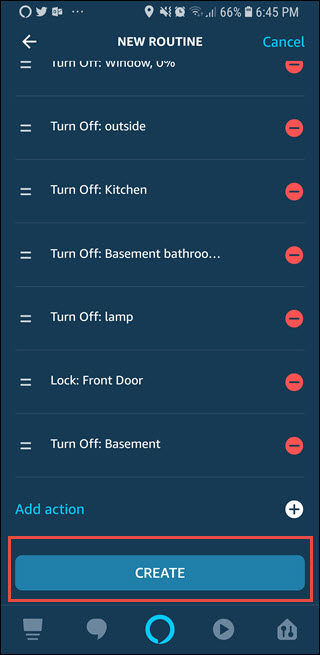 66% 6:45 PM
NEW ROUTINE
Cancel
Turn Off: Window, 0%
Turn Off: outside
Turn Off: Kitchen
Turn Off: Basement bathroo...
Turn Off: lamp
Lock: Front Door
Turn Off: Basement
Add action
CREATE